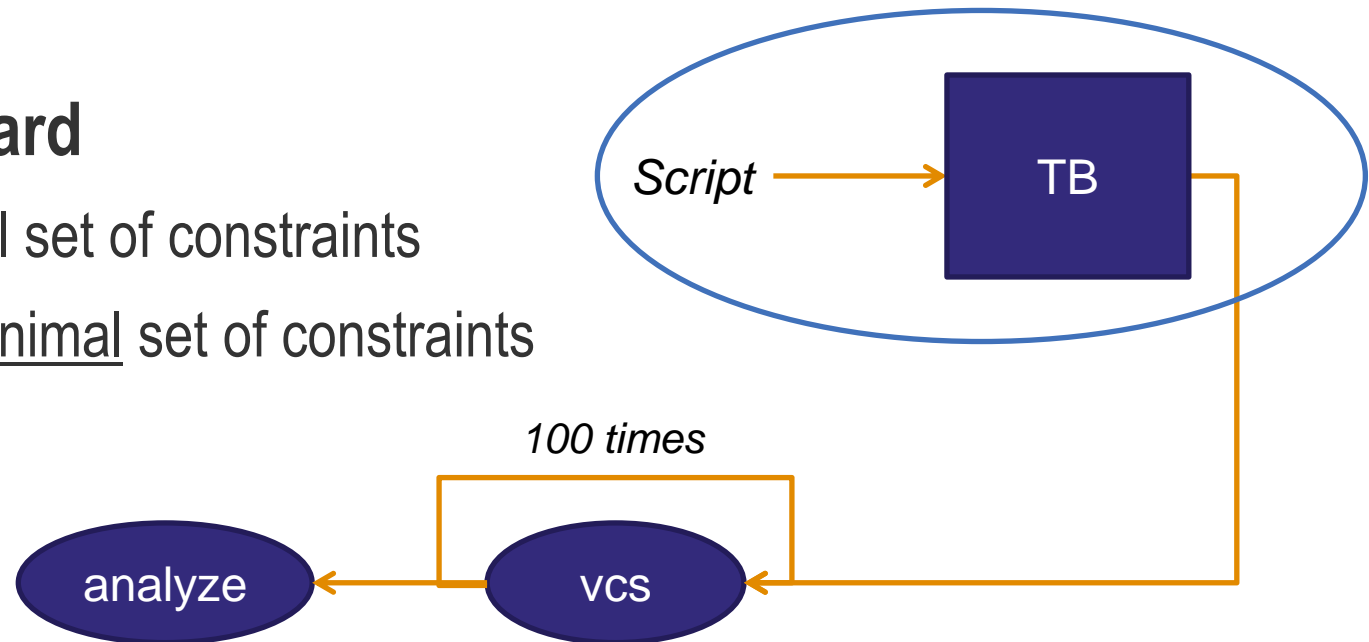 ard
l set of constraints
nimal set of constraints
Script
TB
100 times
analyze
vcs